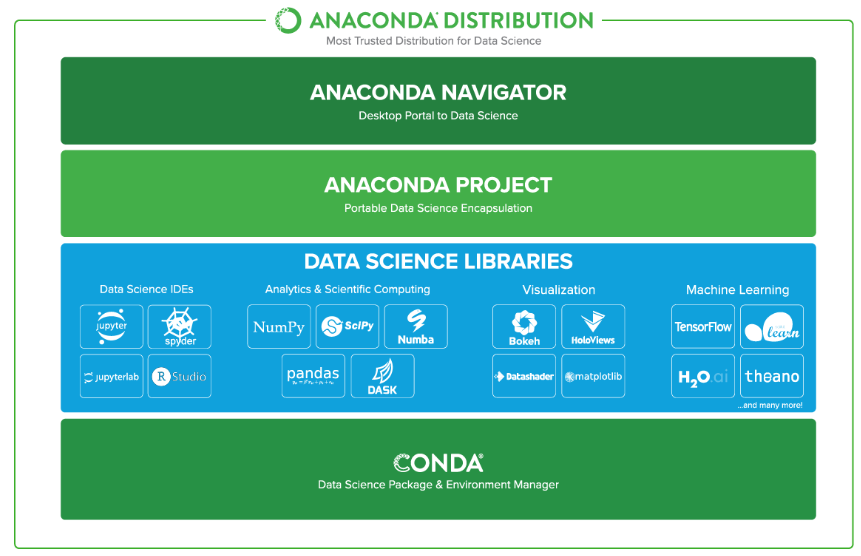 ANACONDA® DISTRIBUTION
Most Trusted Distribution for Data Science
ANACONDA NAVIGATOR
Desktop Portal to Data Science
ANACONDA PROJECT
Portable Data Science Encapsulation
DATA SCIENCE LIBRARIES
Data Science IDEs
Analytics & Scientific Computing
Visualization
Machine Learning
jupyter
spyder
NumPy
SciPy
Numba
Bokeh
HoloViews
TensorFlow
learn
jupyterlab
R Studio
pandas
DASK
Datashader
matplotlib
H2O.ai
theano
...and many more!
CONDA®
Data Science Package & Environment Manager